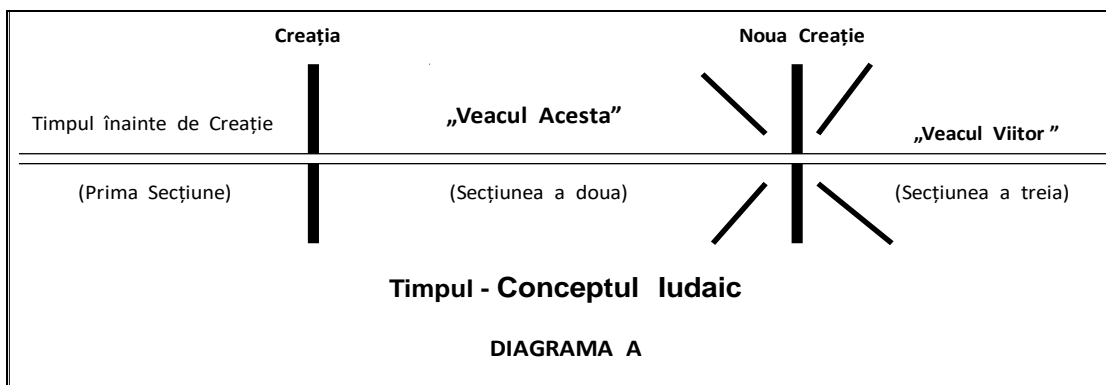 Creația Noua Creație
„Veacul Acesta”
Timpul înainte de Creație
„Veacul Viitor ”
(Prima Secțiune) (Secțiunea a doua) (Secțiunea a treia)
Timpul - Conceptul Iudaic
DIAGRAMA A